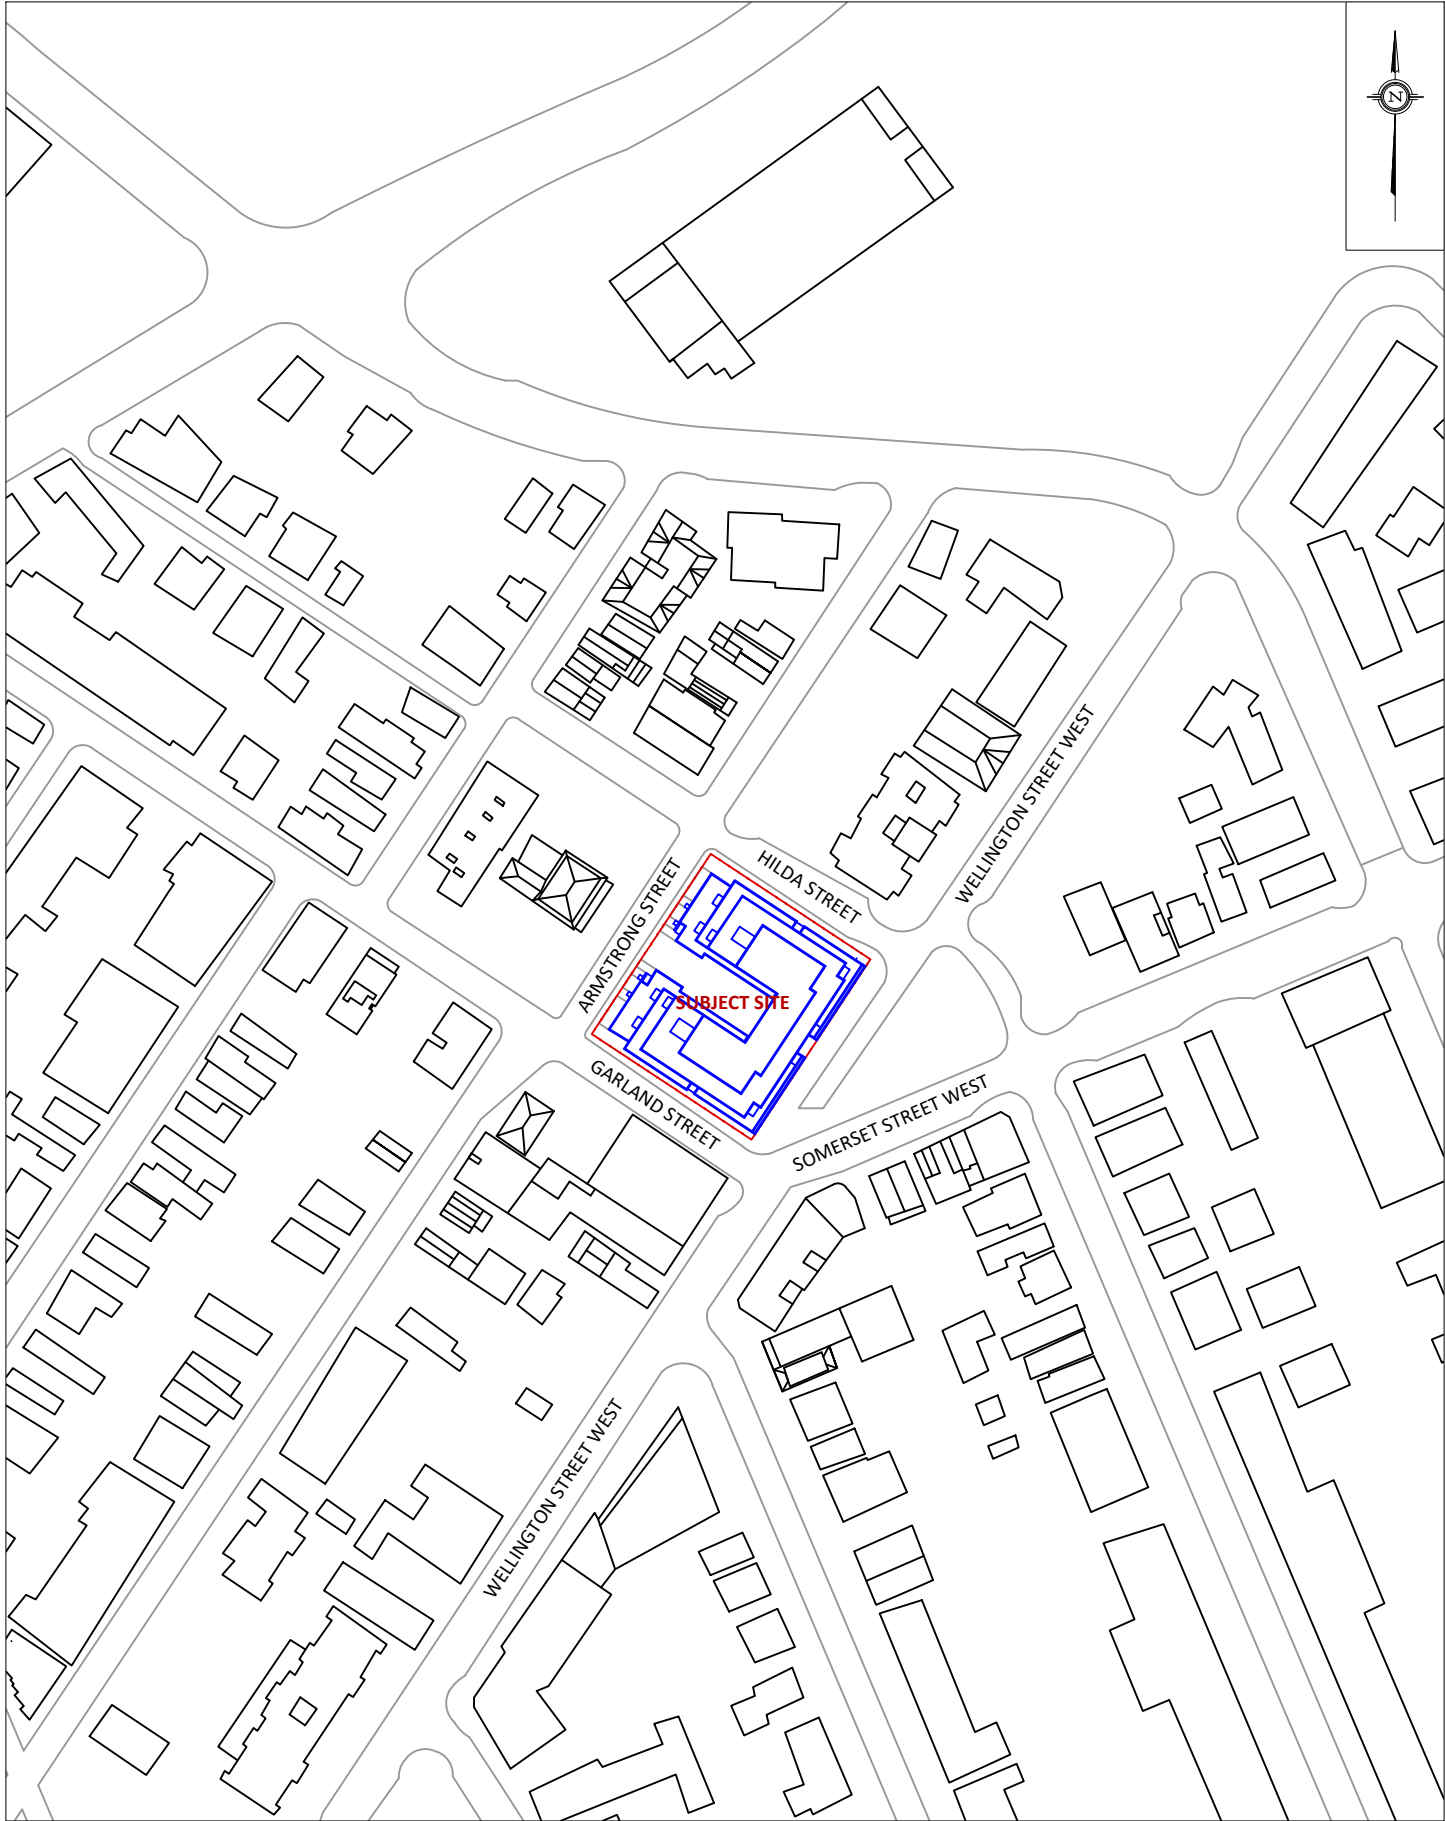 N
WELLINGTON STREET WEST
HILDA STREET
ARMSTRONG STREET
SUBJECT SITE
GARLAND STREET
SOMERSET STREET WEST
WELLINGTON STREET WEST